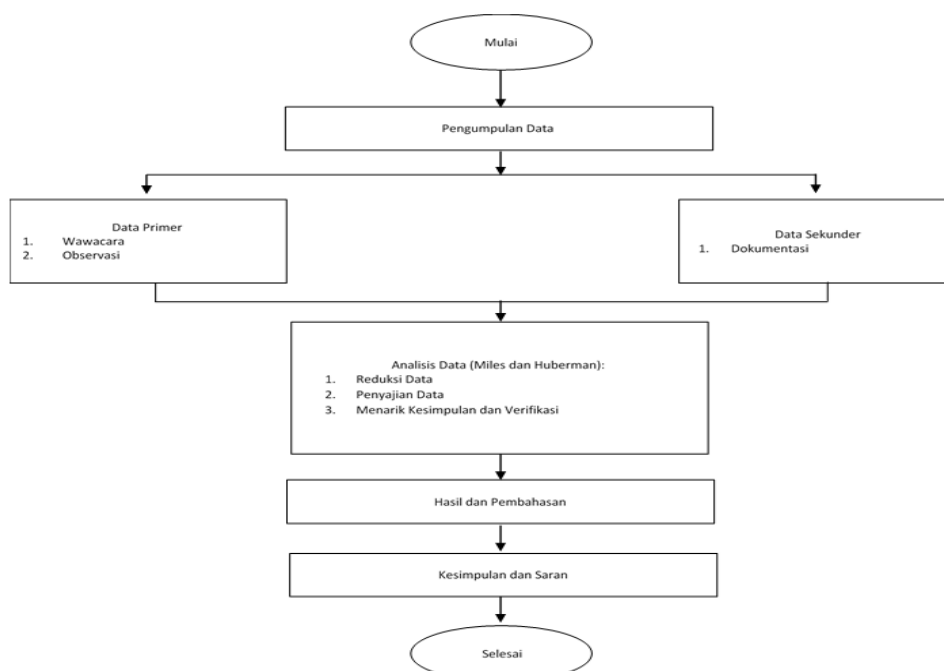 Mulai
Pengumpulan Data
Data Primer
1. Wawacara
2. Observasi
Data Sekunder
1. Dokumentasi
Analisis Data (Miles dan Huberman):
1. Reduksi Data
2. Penyajian Data
3. Menarik Kesimpulan dan Verifikasi
Hasil dan Pembahasan
Kesimpulan dan Saran
Selesai